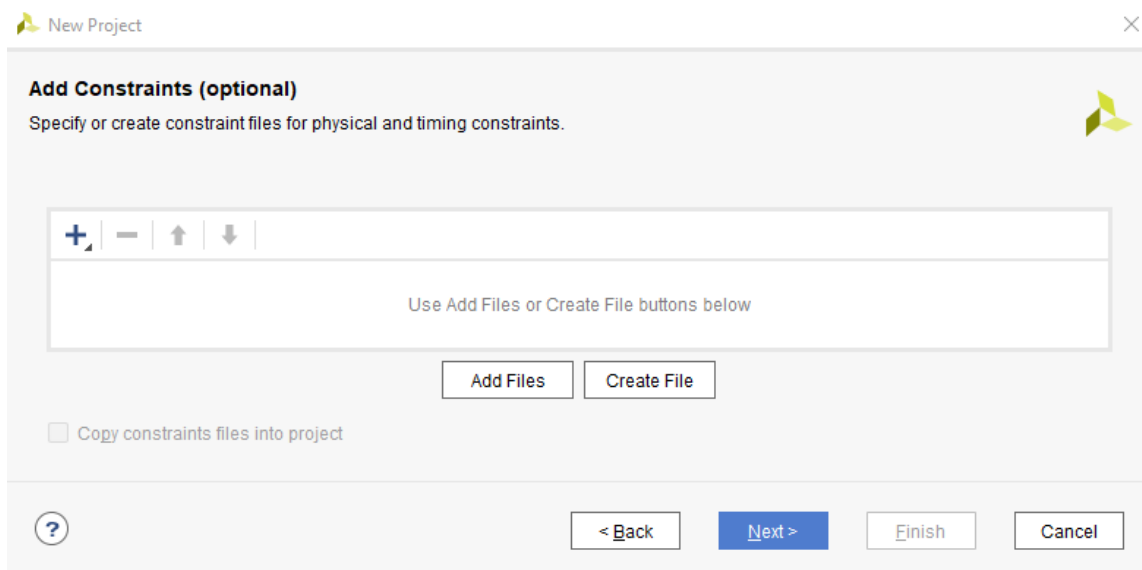 New Project
Add Constraints (optional)
Specify or create constraint files for physical and timing constraints.
Use Add Files or Create File buttons below
Add Files
Create File
Copy constraints files into project
?
< Back
Next >
Finish
Cancel